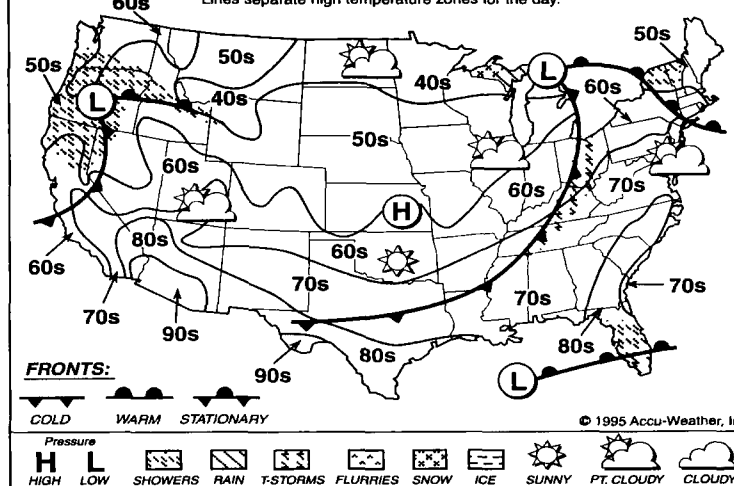 Lines separate high temperature zones for the day.
60s
50s
50s
50s
40s
40s
60s
L
L
50s
60s
60s
70s
H
80s
60s
60s
70s
70s
70s
70s
90s
80s
80s
90s
L
FRONTS:
COLD WARM STATIONARY
© 1995 Accu-Weather, In
Pressure
H L
HIGH LOW SHOWERS RAIN T-STORMS FLURRIES SNOW ICE SUNNY PT. CLOUDY CLOUDY